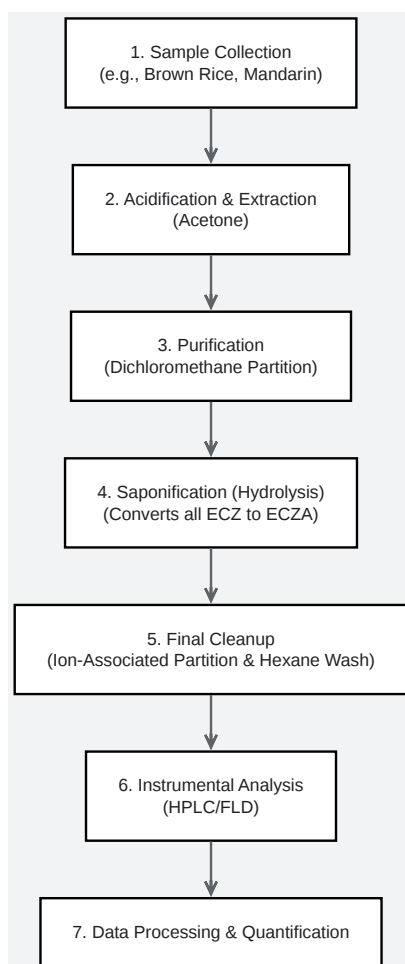 1. Sample Collection
(e.g., Brown Rice, Mandarin)
2. Acidification & Extraction
(Acetone)
3. Purification
(Dichloromethane Partition)
4. Saponification (Hydrolysis)
(Converts all ECZ to ECZA)
5. Final Cleanup
(Ion-Associated Partition & Hexane Wash)
6. Instrumental Analysis
(HPLC/FLD)
7. Data Processing & Quantification